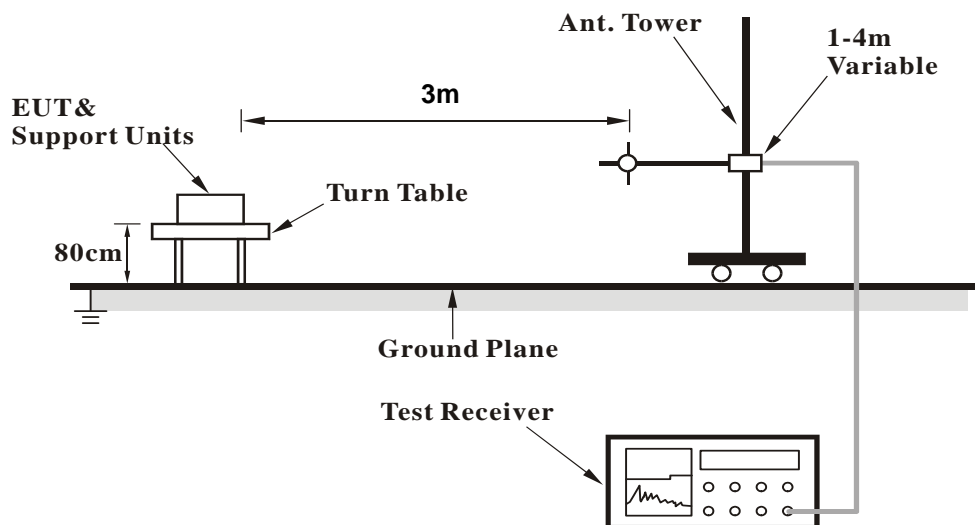 Ant. Tower
1-4m
Variable
3m
EUT&
Support Units
Turn Table
80cm
Ground Plane
Test Receiver